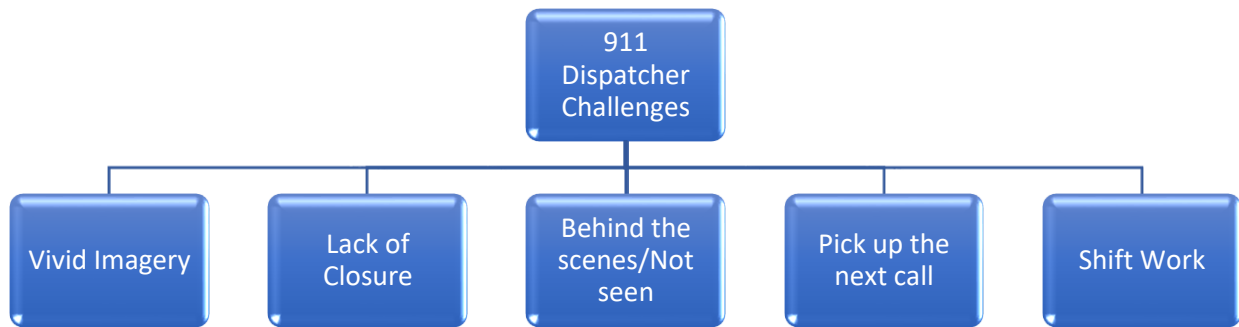 911
Dispatcher
Challenges
Vivid Imagery
Lack of
Closure
Behind the
scenes/Not
seen
Pick up the
next call
Shift Work